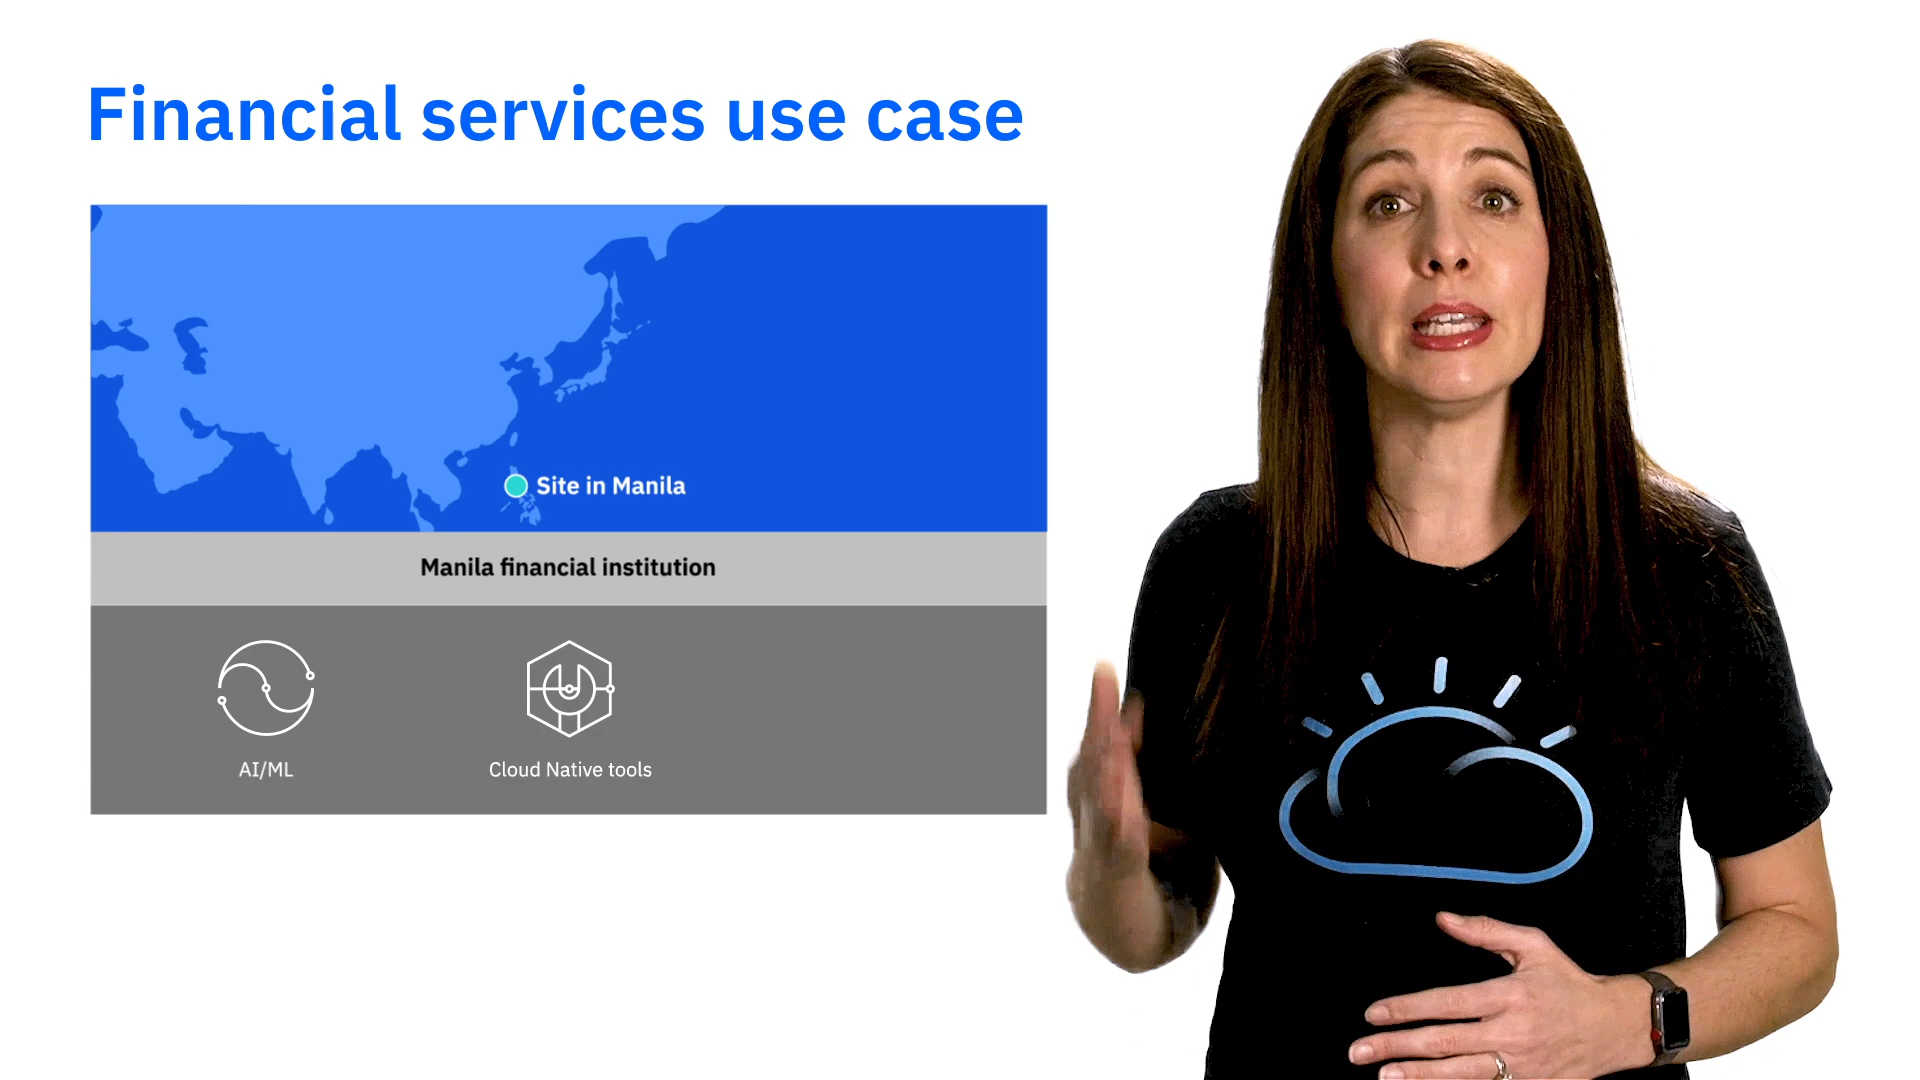 Financial services use case
Site in Manila
Manila financial institution
AI/ML
Cloud Native tools